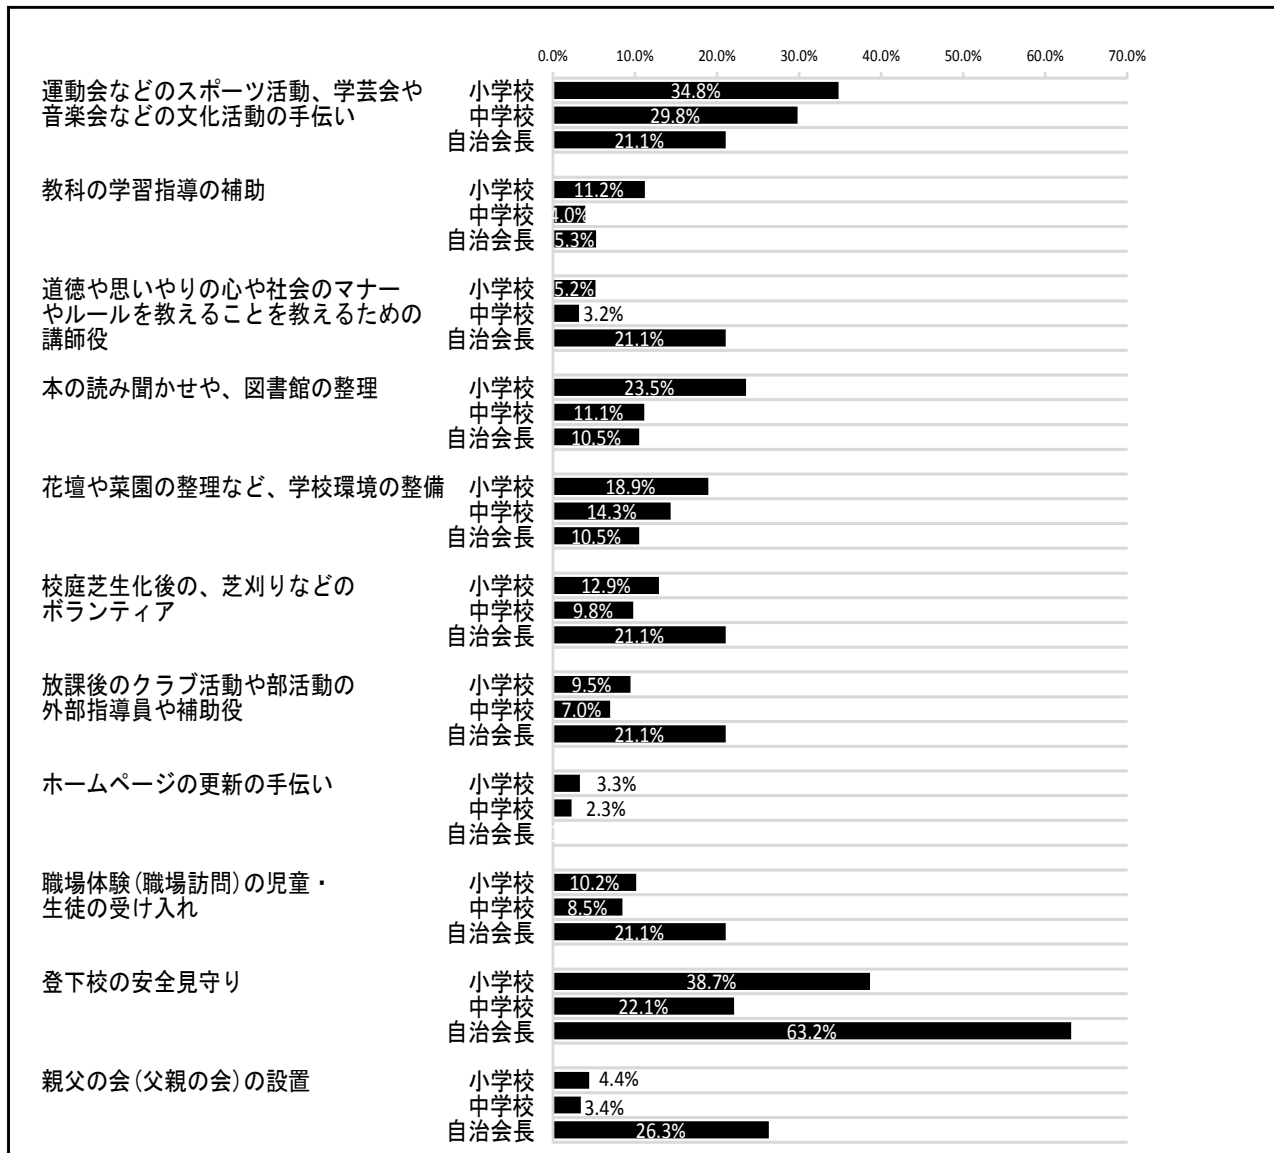 0.0% 10.0% 20.0% 30.0% 40.0% 50.0% 60.0% 70.0%
運動会などのスポーツ活動、学芸会や 小学校 34.8%
音楽会などの文化活動の手伝い 中学校 29.8%
自治会長 21.1%
教科の学習指導の補助 小学校 11.2%
中学校 4.0%
自治会長 5.3%
道徳や思いやりの心や社会のマナー 小学校 5.2%
やルールを教えることを教えるための 中学校 3.2%
講師役 自治会長 21.1%
本の読み聞かせや、図書館の整理 小学校 23.5%
中学校 11.1%
自治会長 10.5%
花壇や菜園の整理など、学校環境の整備 小学校 18.9%
中学校 14.3%
自治会長 10.5%
校庭芝生化後の、芝刈りなどの 小学校 12.9%
ボランティア 中学校 9.8%
自治会長 21.1%
放課後のクラブ活動や部活動の 小学校 9.5%
外部指導員や補助役 中学校 7.0%
自治会長 21.1%
ホームページの更新の手伝い 小学校 3.3%
中学校 2.3%
自治会長
職場体験(職場訪問)の児童・ 小学校 10.2%
生徒の受け入れ 中学校 8.5%
自治会長 21.1%
登下校の安全見守り 小学校 38.7%
中学校 22.1%
自治会長 63.2%
親父の会(父親の会)の設置 小学校 4.4%
中学校 3.4%
自治会長 26.3%